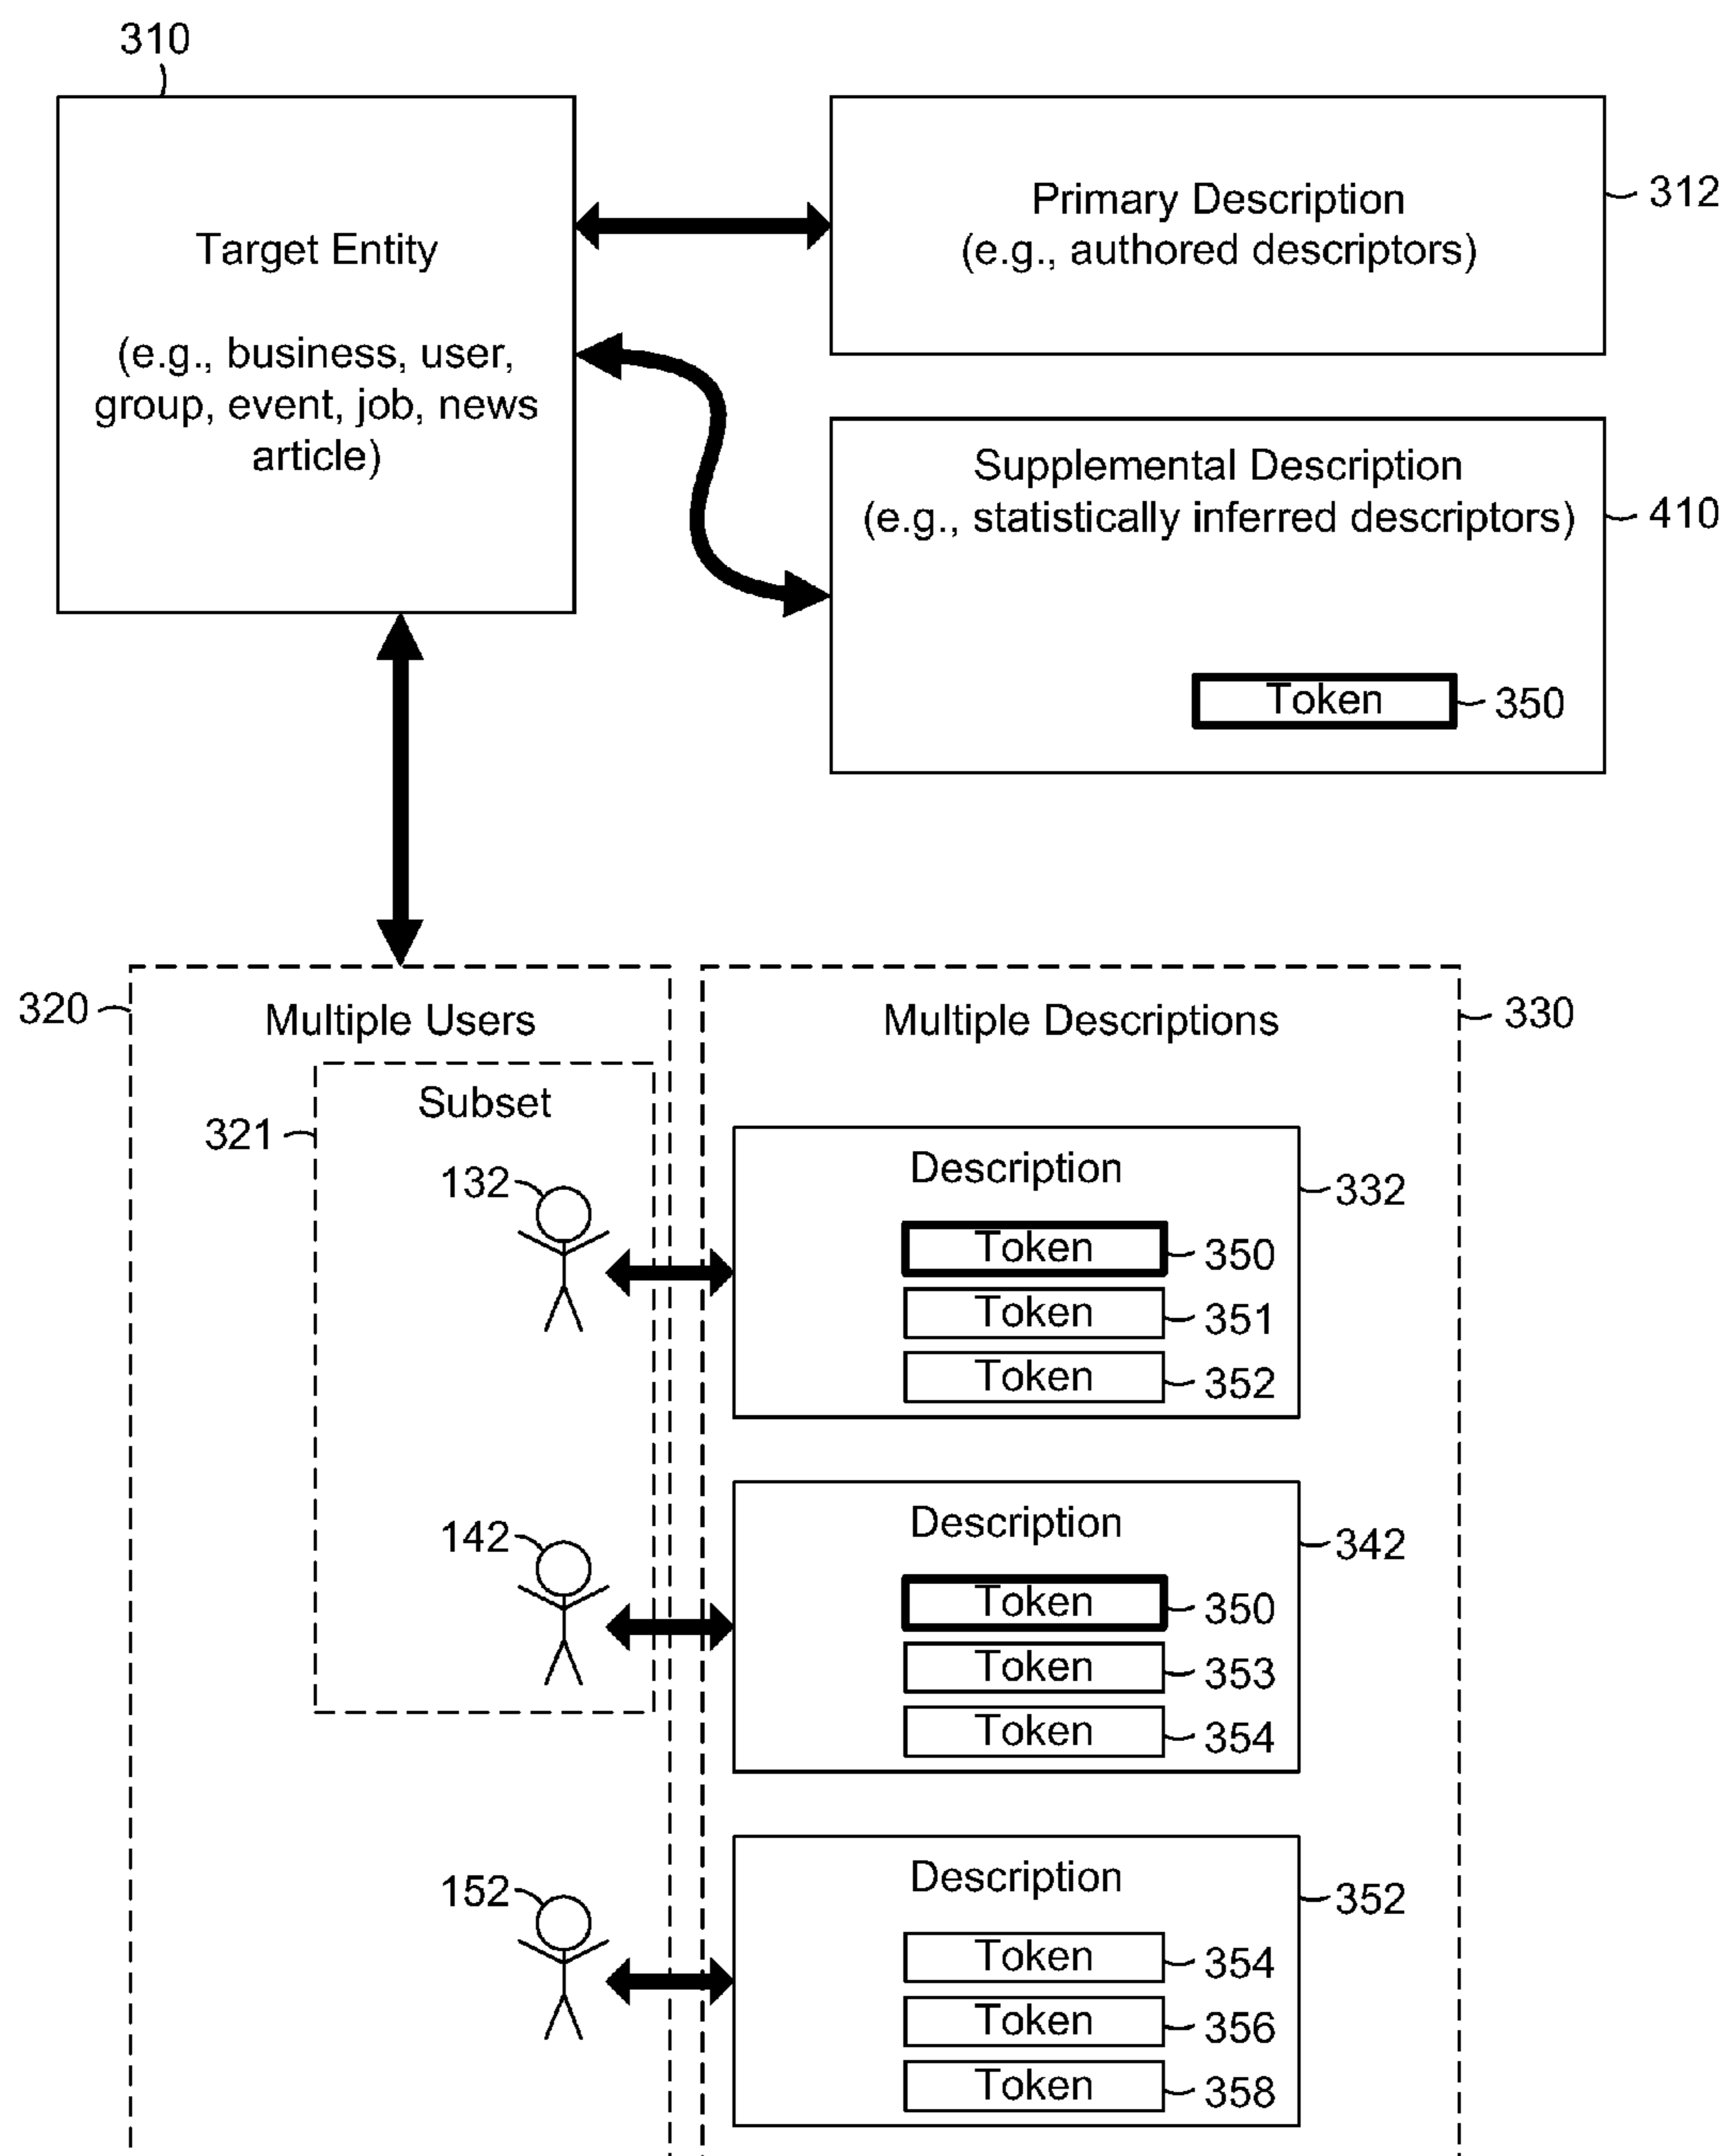 310
Target Entity
(e.g., business, user,
group, event, job, news
article)
Primary Description
(e.g., authored descriptors)
312
Supplemental Description
(e.g., statistically inferred descriptors)
410
Token
350
320
Multiple Users
321
Subset
132
142
152
Multiple Descriptions
330
Description
332
Token
350
Token
351
Token
352
Description
342
Token
350
Token
353
Token
354
Description
352
Token
354
Token
356
Token
358